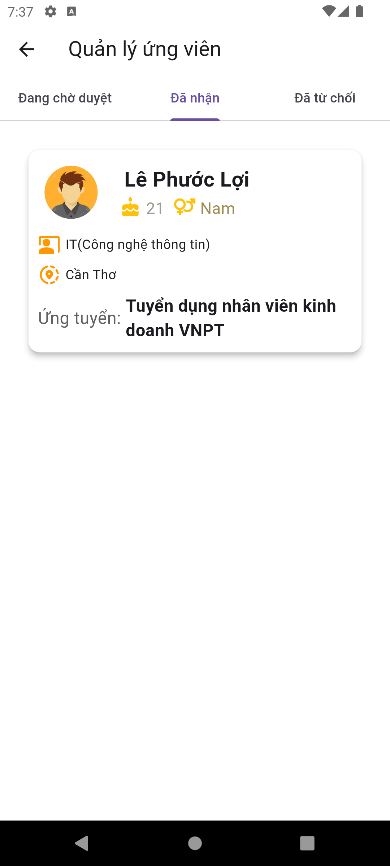 7:37
Quản lý ứng viên
Đang chờ duyệt
Đã nhận
Đã từ chối
Lê Phước Lợi
21 Nam
IT(Công nghệ thông tin)
Cần Thơ
Ứng tuyển: Tuyển dụng nhân viên kinh
doanh VNPT